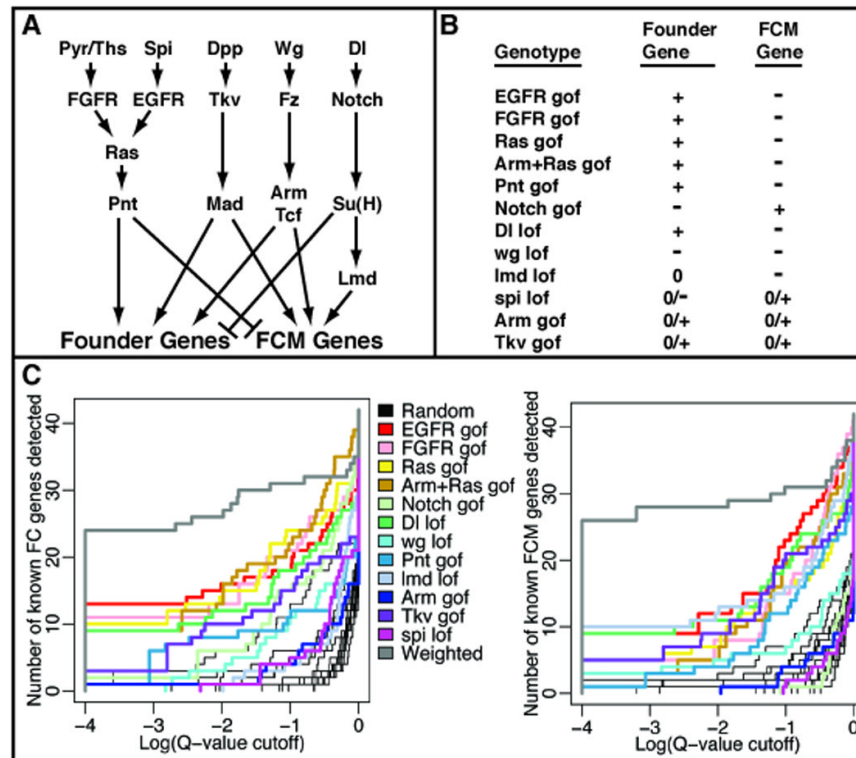 A
Pyr/Ths Spi Dpp Wg Dl
FGFR EGFR Tkv Fz Notch
Ras
Pnt Mad Arm Tcf Su(H)
Lmd
Founder Genes FCM Genes
B
Genotype Founder Gene FCM Gene
EGFR gof + -
FGFR gof + -
Ras gof + -
Arm+Ras gof + -
Pnt gof + -
Notch gof - +
Dl lof + -
wg lof - -
lmd lof 0 -
spi lof 0/- 0/+
Arm gof 0/+ 0/+
Tkv gof 0/+ 0/+
C
Number of known FC genes detected
40
30
20
10
0
-4 -3 -2 -1 0
Log(Q-value cutoff)
Random
EGFR gof
FGFR gof
Ras gof
Arm+Ras gof
Notch gof
Dl lof
wg lof
Pnt gof
lmd lof
Arm gof
Tkv gof
spi lof
Weighted
Number of known FCM genes detected
40
30
20
10
0
-4 -3 -2 -1 0
Log(Q-value cutoff)